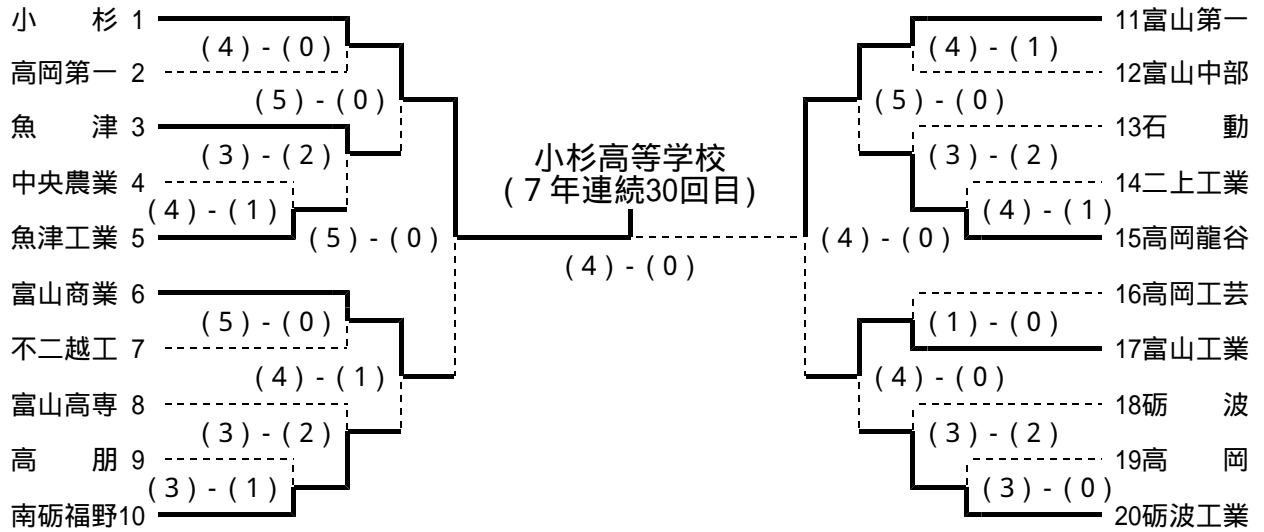 小　　杉 1
(4)-(0)
高岡第一 2
(5)-(0)
魚　　津 3
(3)-(2)
中央農業 4
(4)-(1)
魚津工業 5
(5)-(0)
富山商業 6
(5)-(0)
不二越工 7
(4)-(1)
富山高専 8
(3)-(2)
高　　朋 9
(3)-(1)
南砺福野10
小杉高等学校
(７年連続30回目)
(4)-(0)
11富山第一
(4)-(1)
12富山中部
(5)-(0)
13石　　動
(3)-(2)
14二上工業
(4)-(1)
15高岡龍谷
(4)-(0)
16高岡工芸
(1)-(0)
17富山工業
(4)-(0)
18砺　　波
(3)-(2)
19高　　岡
(3)-(0)
20砺波工業